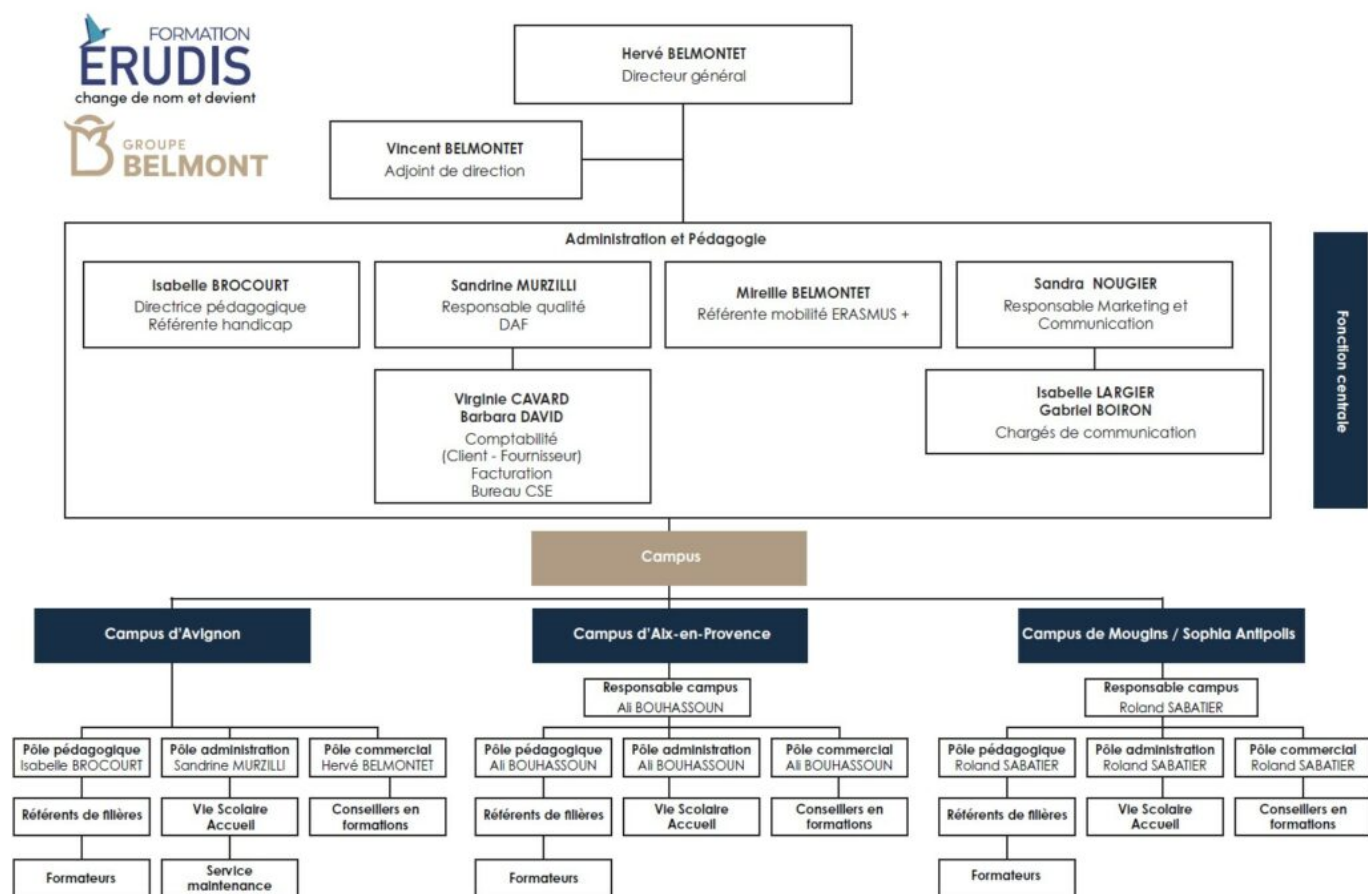 FORMATION
ERUDIS
change de nom et devient
GROUPE
BELMONT
Hervé BELMONTET
Directeur général
Vincent BELMONTET
Adjoint de direction
Administration et Pédagogie
Isabelle BROCOURT
Directrice pédagogique
Référente handicap
Sandrine MURZILLI
Responsable qualité
DAF
Mireille BELMONTET
Référente mobilité ERASMUS +
Sandra NOUGIER
Responsable Marketing et
Communication
Virginie CAVARD
Barbara DAVID
Comptabilité
(Client - Fournisseur)
Facturation
Bureau CSE
Isabelle LARGIER
Gabriel BOIRON
Chargés de communication
Fonction centrale
Campus
Campus d'Avignon
Campus d'Aix-en-Provence
Campus de Mougins / Sophia Antipolis
Responsable campus
Ali BOUHASSOUN
Responsable campus
Roland SABATIER
Pôle pédagogique
Isabelle BROCOURT
Pôle administration
Sandrine MURZILLI
Pôle commercial
Hervé BELMONTET
Pôle pédagogique
Ali BOUHASSOUN
Pôle administration
Ali BOUHASSOUN
Pôle commercial
Ali BOUHASSOUN
Pôle pédagogique
Roland SABATIER
Pôle administration
Roland SABATIER
Pôle commercial
Roland SABATIER
Référents de filières
Vie Scolaire
Accueil
Conseillers en
formations
Référents de filières
Vie Scolaire
Accueil
Conseillers en
formations
Référents de filières
Vie Scolaire
Accueil
Conseillers en
formations
Formateurs
Service
maintenance
Formateurs
Formateurs